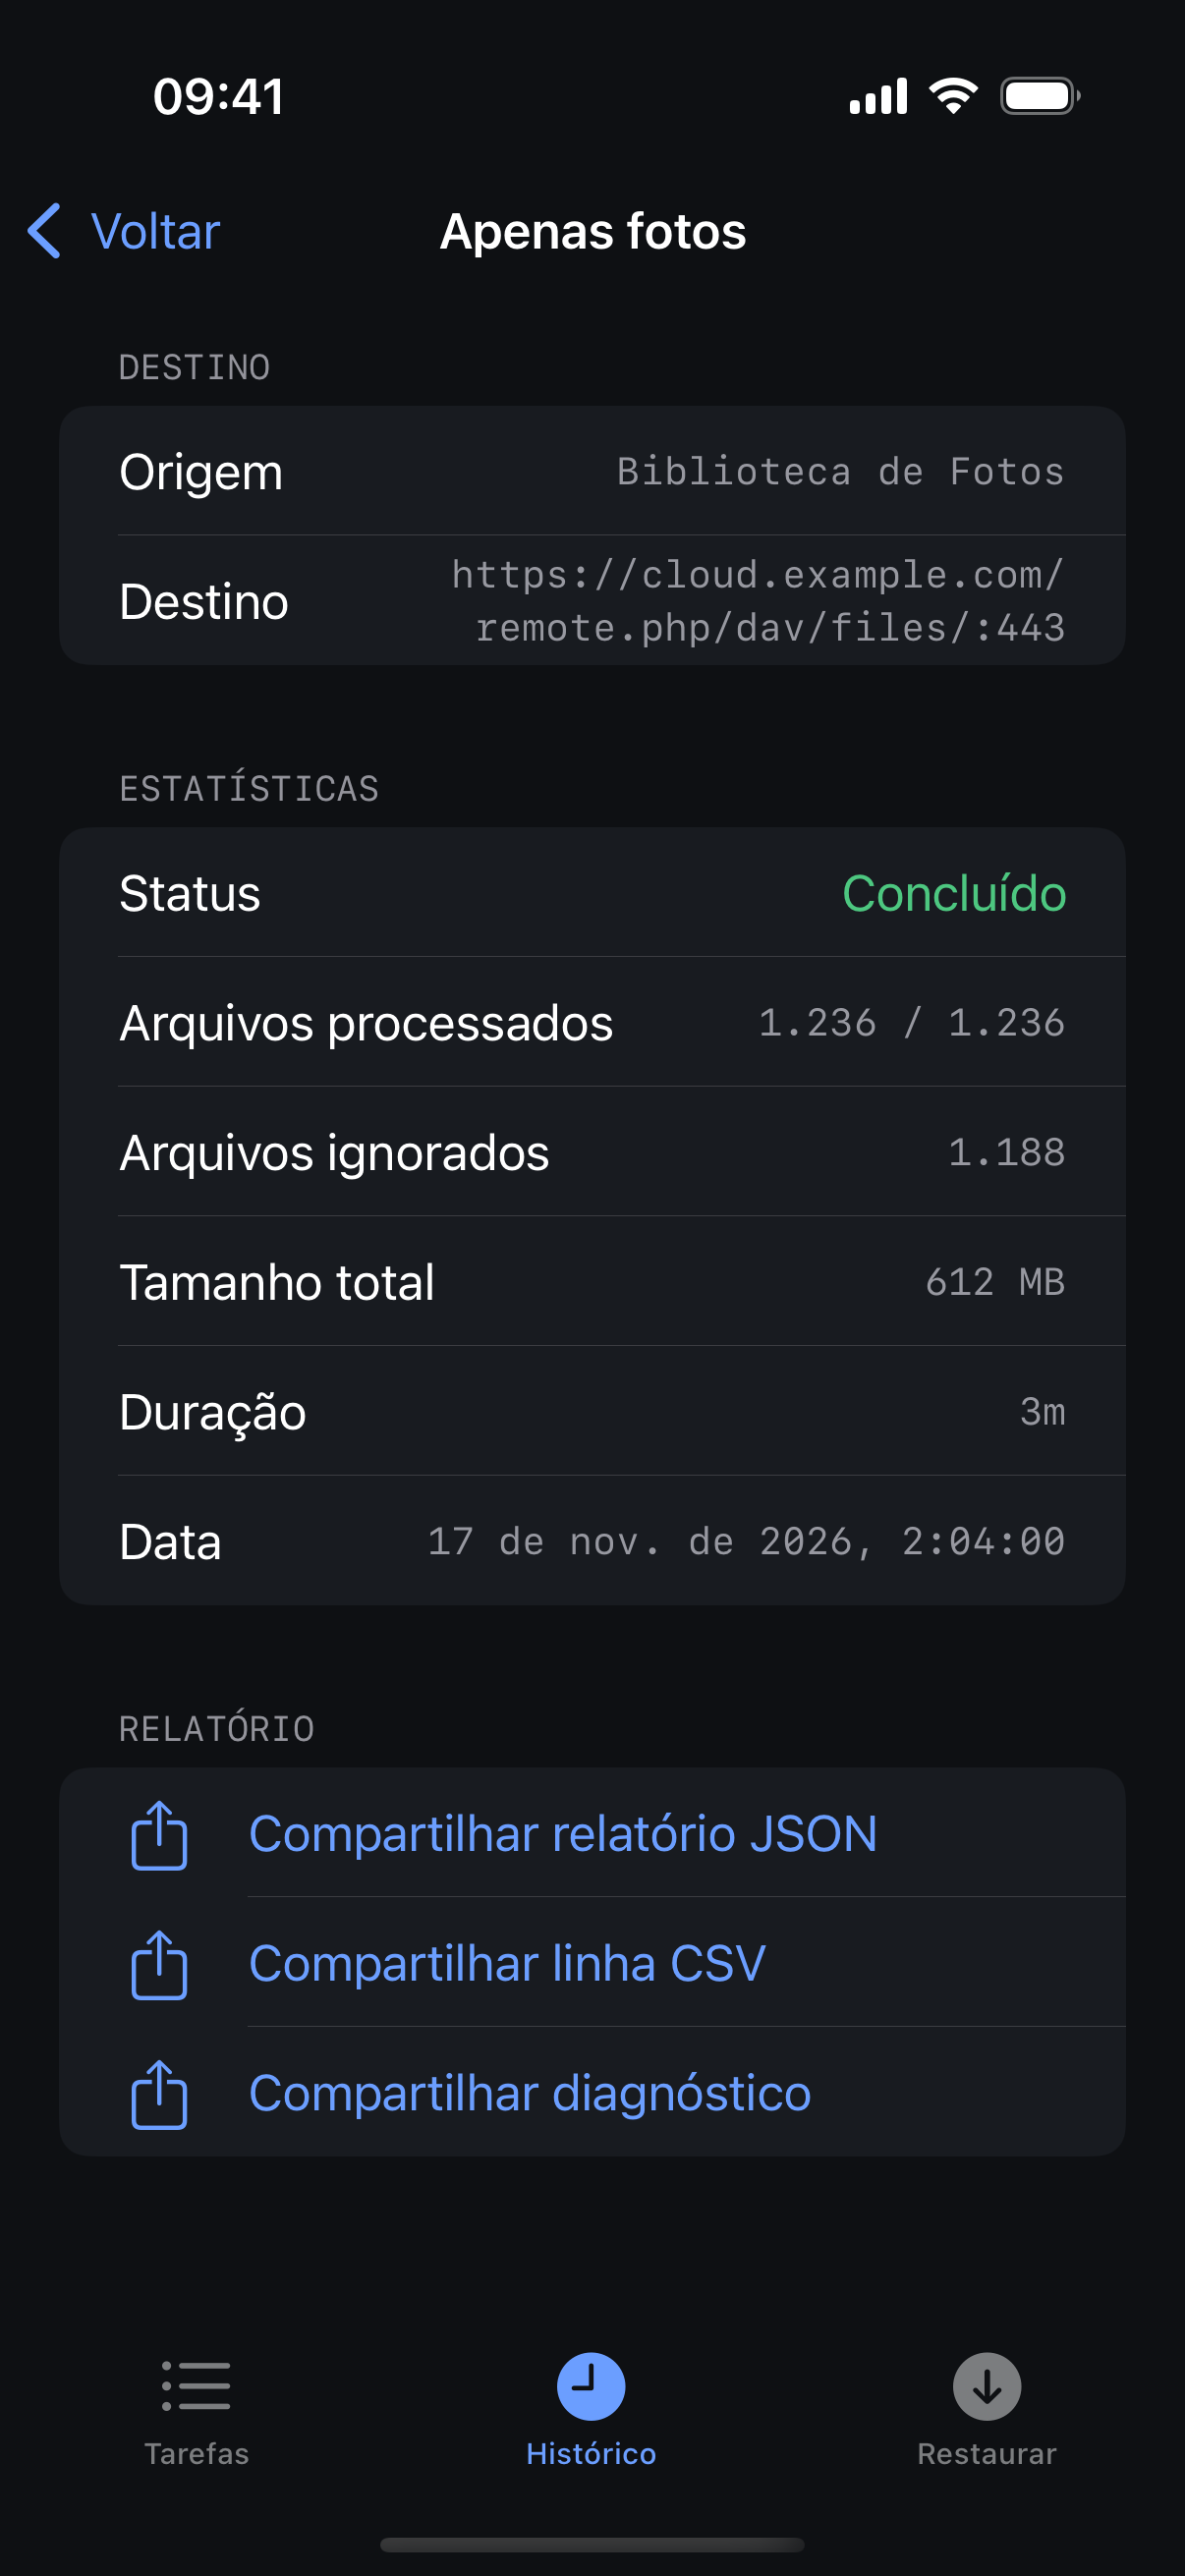 09:41
Voltar
Apenas fotos
DESTINO
Origem
Biblioteca de Fotos
Destino
https://cloud.example.com/
remote.php/dav/files/:443
ESTATÍSTICAS
Status
Concluído
Arquivos processados
1.236 / 1.236
Arquivos ignorados
1.188
Tamanho total
612 MB
Duração
3m
Data
17 de nov. de 2026, 2:04:00
RELATÓRIO
Compartilhar relatório JSON
Compartilhar linha CSV
Compartilhar diagnóstico
Tarefas
Histórico
Restaurar